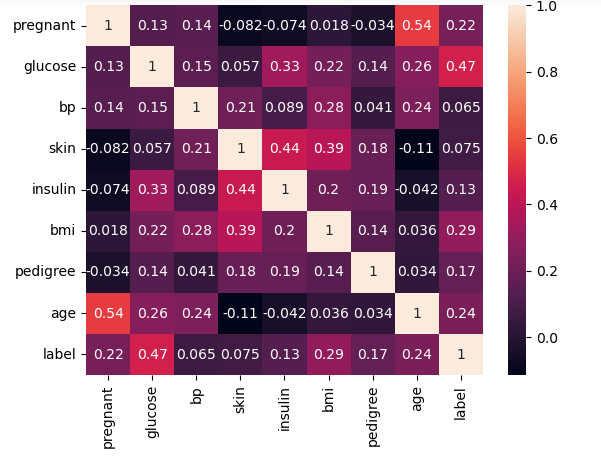 pregnant 1 0.13 0.14 -0.082 -0.074 0.018 -0.034 0.54 0.22
glucose 0.13 1 0.15 0.057 0.33 0.22 0.14 0.26 0.47
bp 0.14 0.15 1 0.21 0.089 0.28 0.041 0.24 0.065
skin -0.082 0.057 0.21 1 0.44 0.39 0.18 -0.11 0.075
insulin -0.074 0.33 0.089 0.44 1 0.2 0.19 -0.042 0.13
bmi 0.018 0.22 0.28 0.39 0.2 1 0.14 0.036 0.29
pedigree -0.034 0.14 0.041 0.18 0.19 0.14 1 0.034 0.17
age 0.54 0.26 0.24 -0.11 -0.042 0.036 0.034 1 0.24
label 0.22 0.47 0.065 0.075 0.13 0.29 0.17 0.24 1
pregnant glucose bp skin insulin bmi pedigree age label
1.0
0.8
0.6
0.4
0.2
0.0